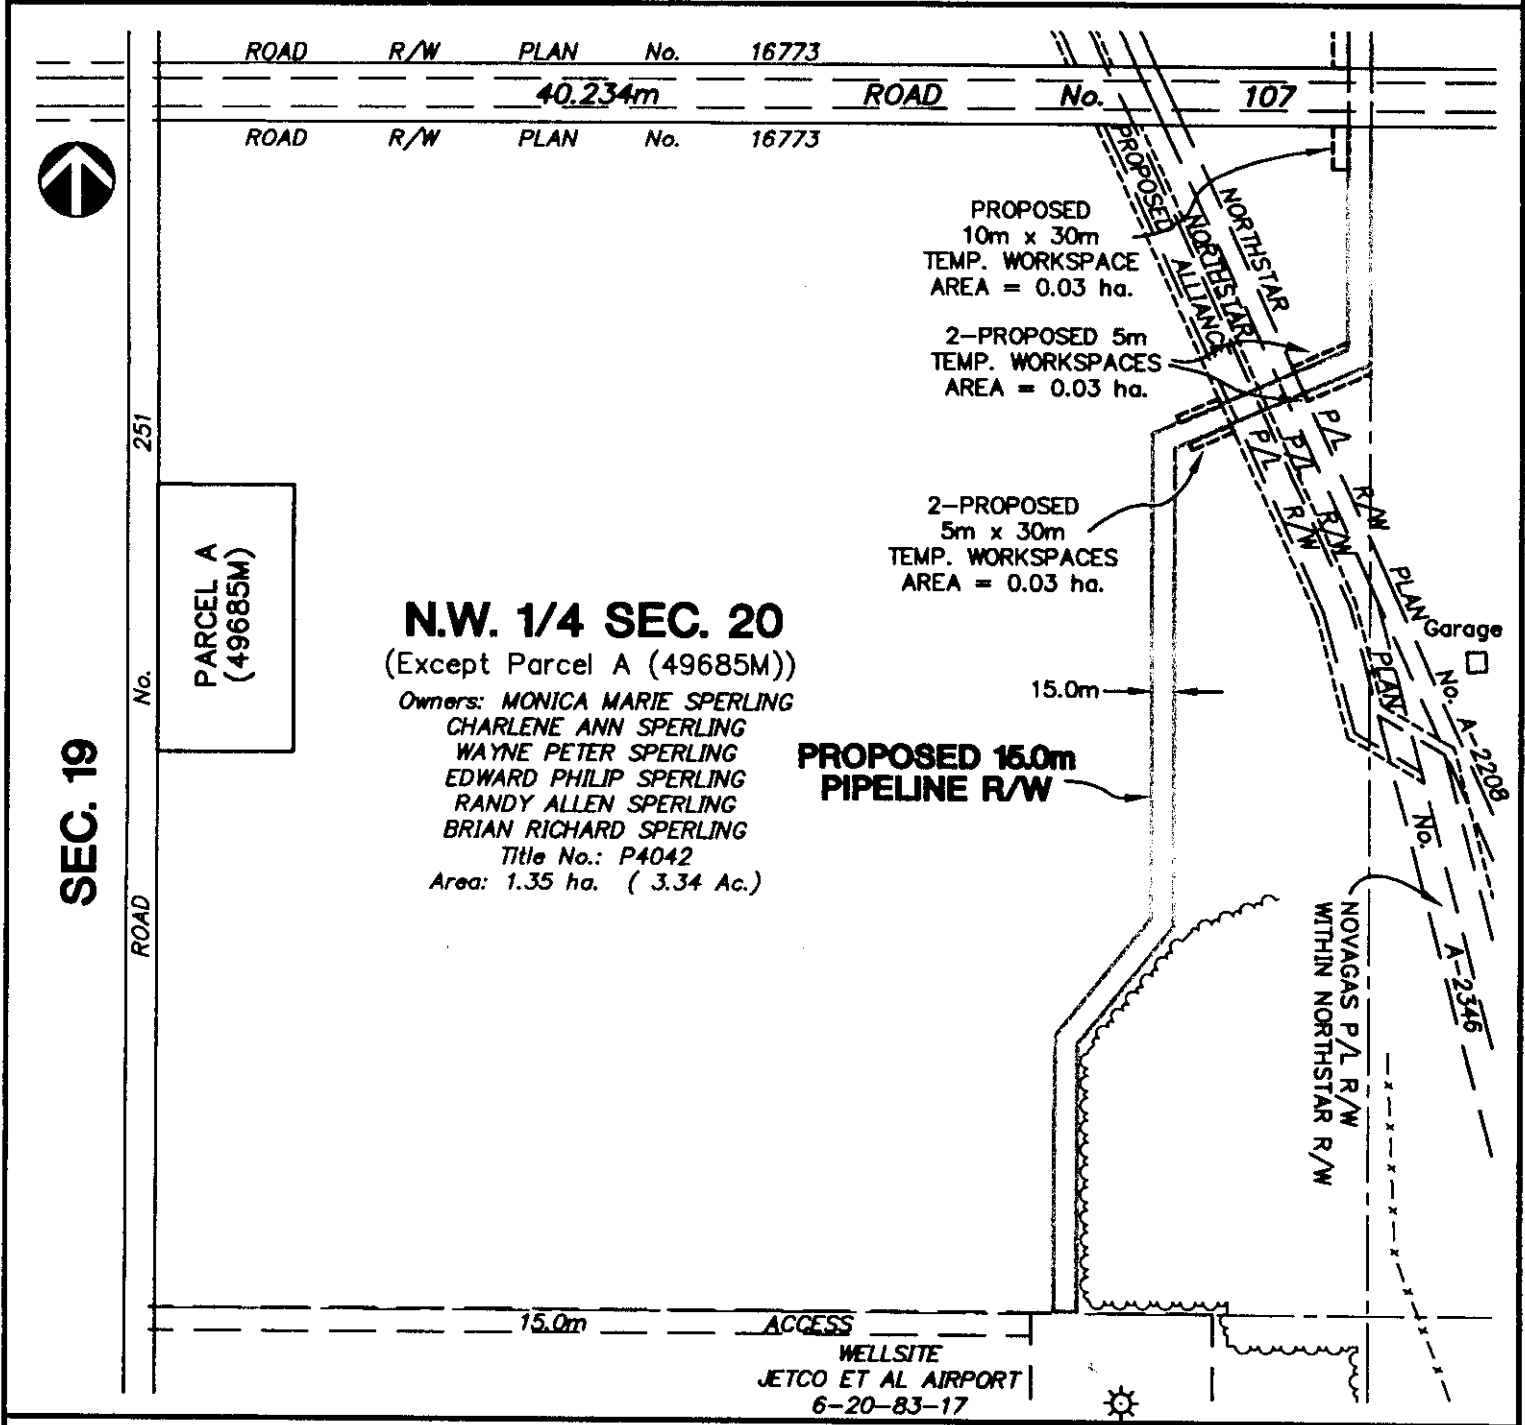 ROAD R/W PLAN No. 16773
40.234m ROAD No. 107
ROAD R/W PLAN No. 16773
PROPOSED
10m x 30m
TEMP. WORKSPACE
AREA = 0.03 ha.
2-PROPOSED 5m
TEMP. WORKSPACES
AREA = 0.03 ha.
2-PROPOSED
5m x 30m
TEMP. WORKSPACES
AREA = 0.03 ha.
PROPOSED ALLIANCE P/L R/W
NORTHSTAR P/L R/W PLAN No. A-2346
NORTHSTAR P/L R/W PLAN No. A-2208
Garage
ROAD No. 251
SEC. 19
PARCEL A
(49685M)
N.W. 1/4 SEC. 20
(Except Parcel A (49685M))
Owners: MONICA MARIE SPERLING
CHARLENE ANN SPERLING
WAYNE PETER SPERLING
EDWARD PHILIP SPERLING
RANDY ALLEN SPERLING
BRIAN RICHARD SPERLING
Title No.: P4042
Area: 1.35 ha. ( 3.34 Ac.)
15.0m
PROPOSED 15.0m
PIPELINE R/W
NOVAGAS P/L R/W
WITHIN NORTHSTAR R/W
15.0m ACCESS
WELLSITE
JETCO ET AL AIRPORT
6-20-83-17